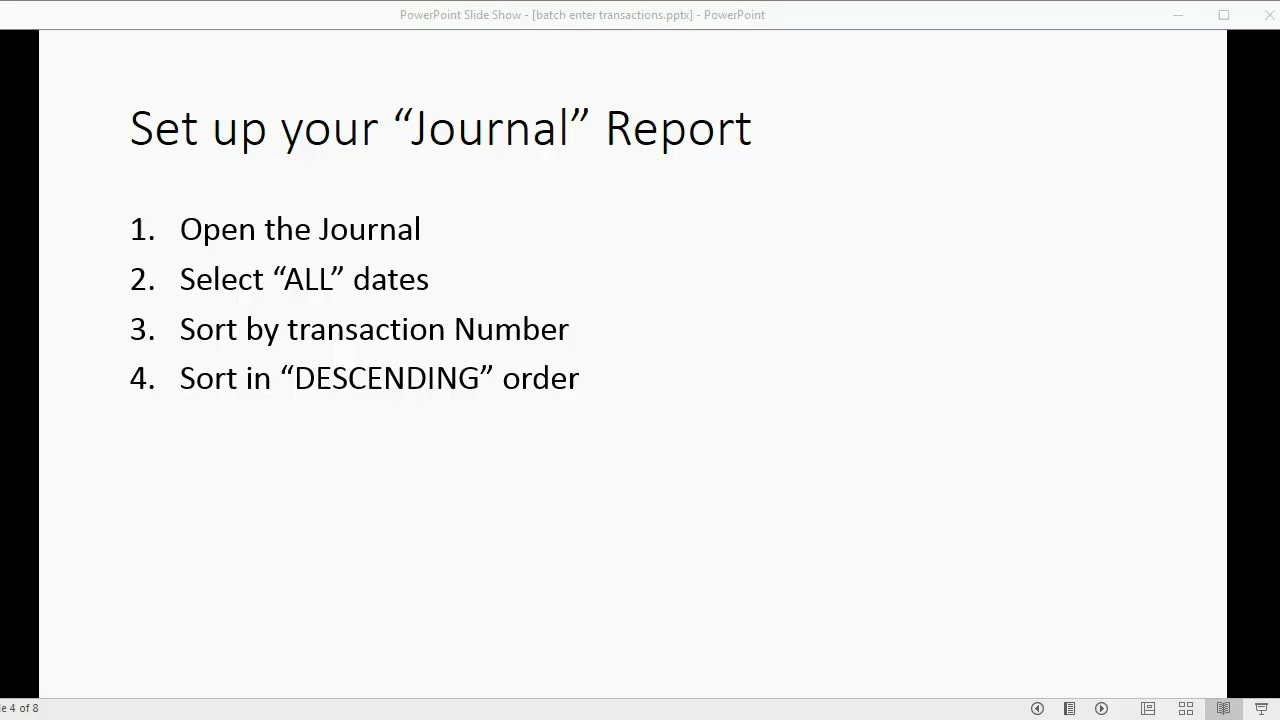 PowerPoint Slide Show - [batch enter transactions.pptx] - PowerPoint
Set up your “Journal” Report
1. Open the Journal
2. Select “ALL” dates
3. Sort by transaction Number
4. Sort in “DESCENDING” order
4 of 8